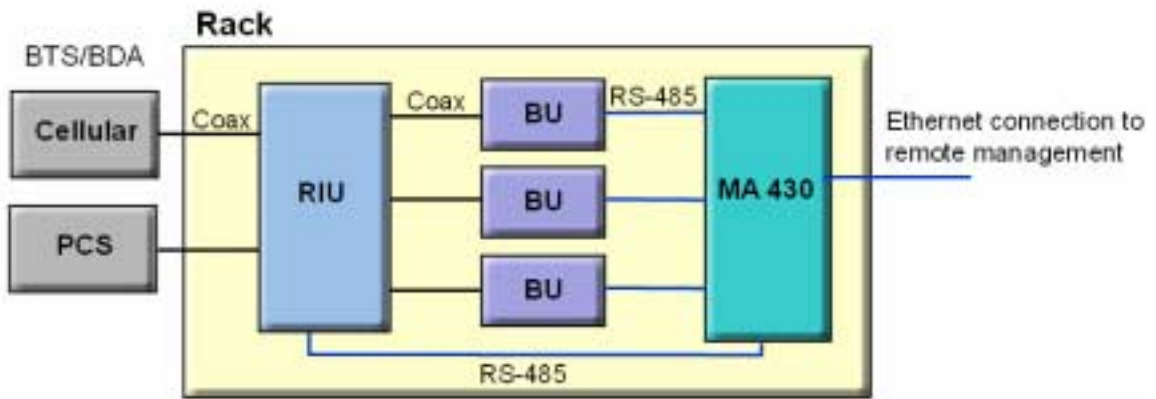 Rack
BTS/BDA
Cellular
Coax
RIU
Coax
BU
RS-485
MA 430
Ethernet connection to
remote management
BU
PCS
BU
RS-485